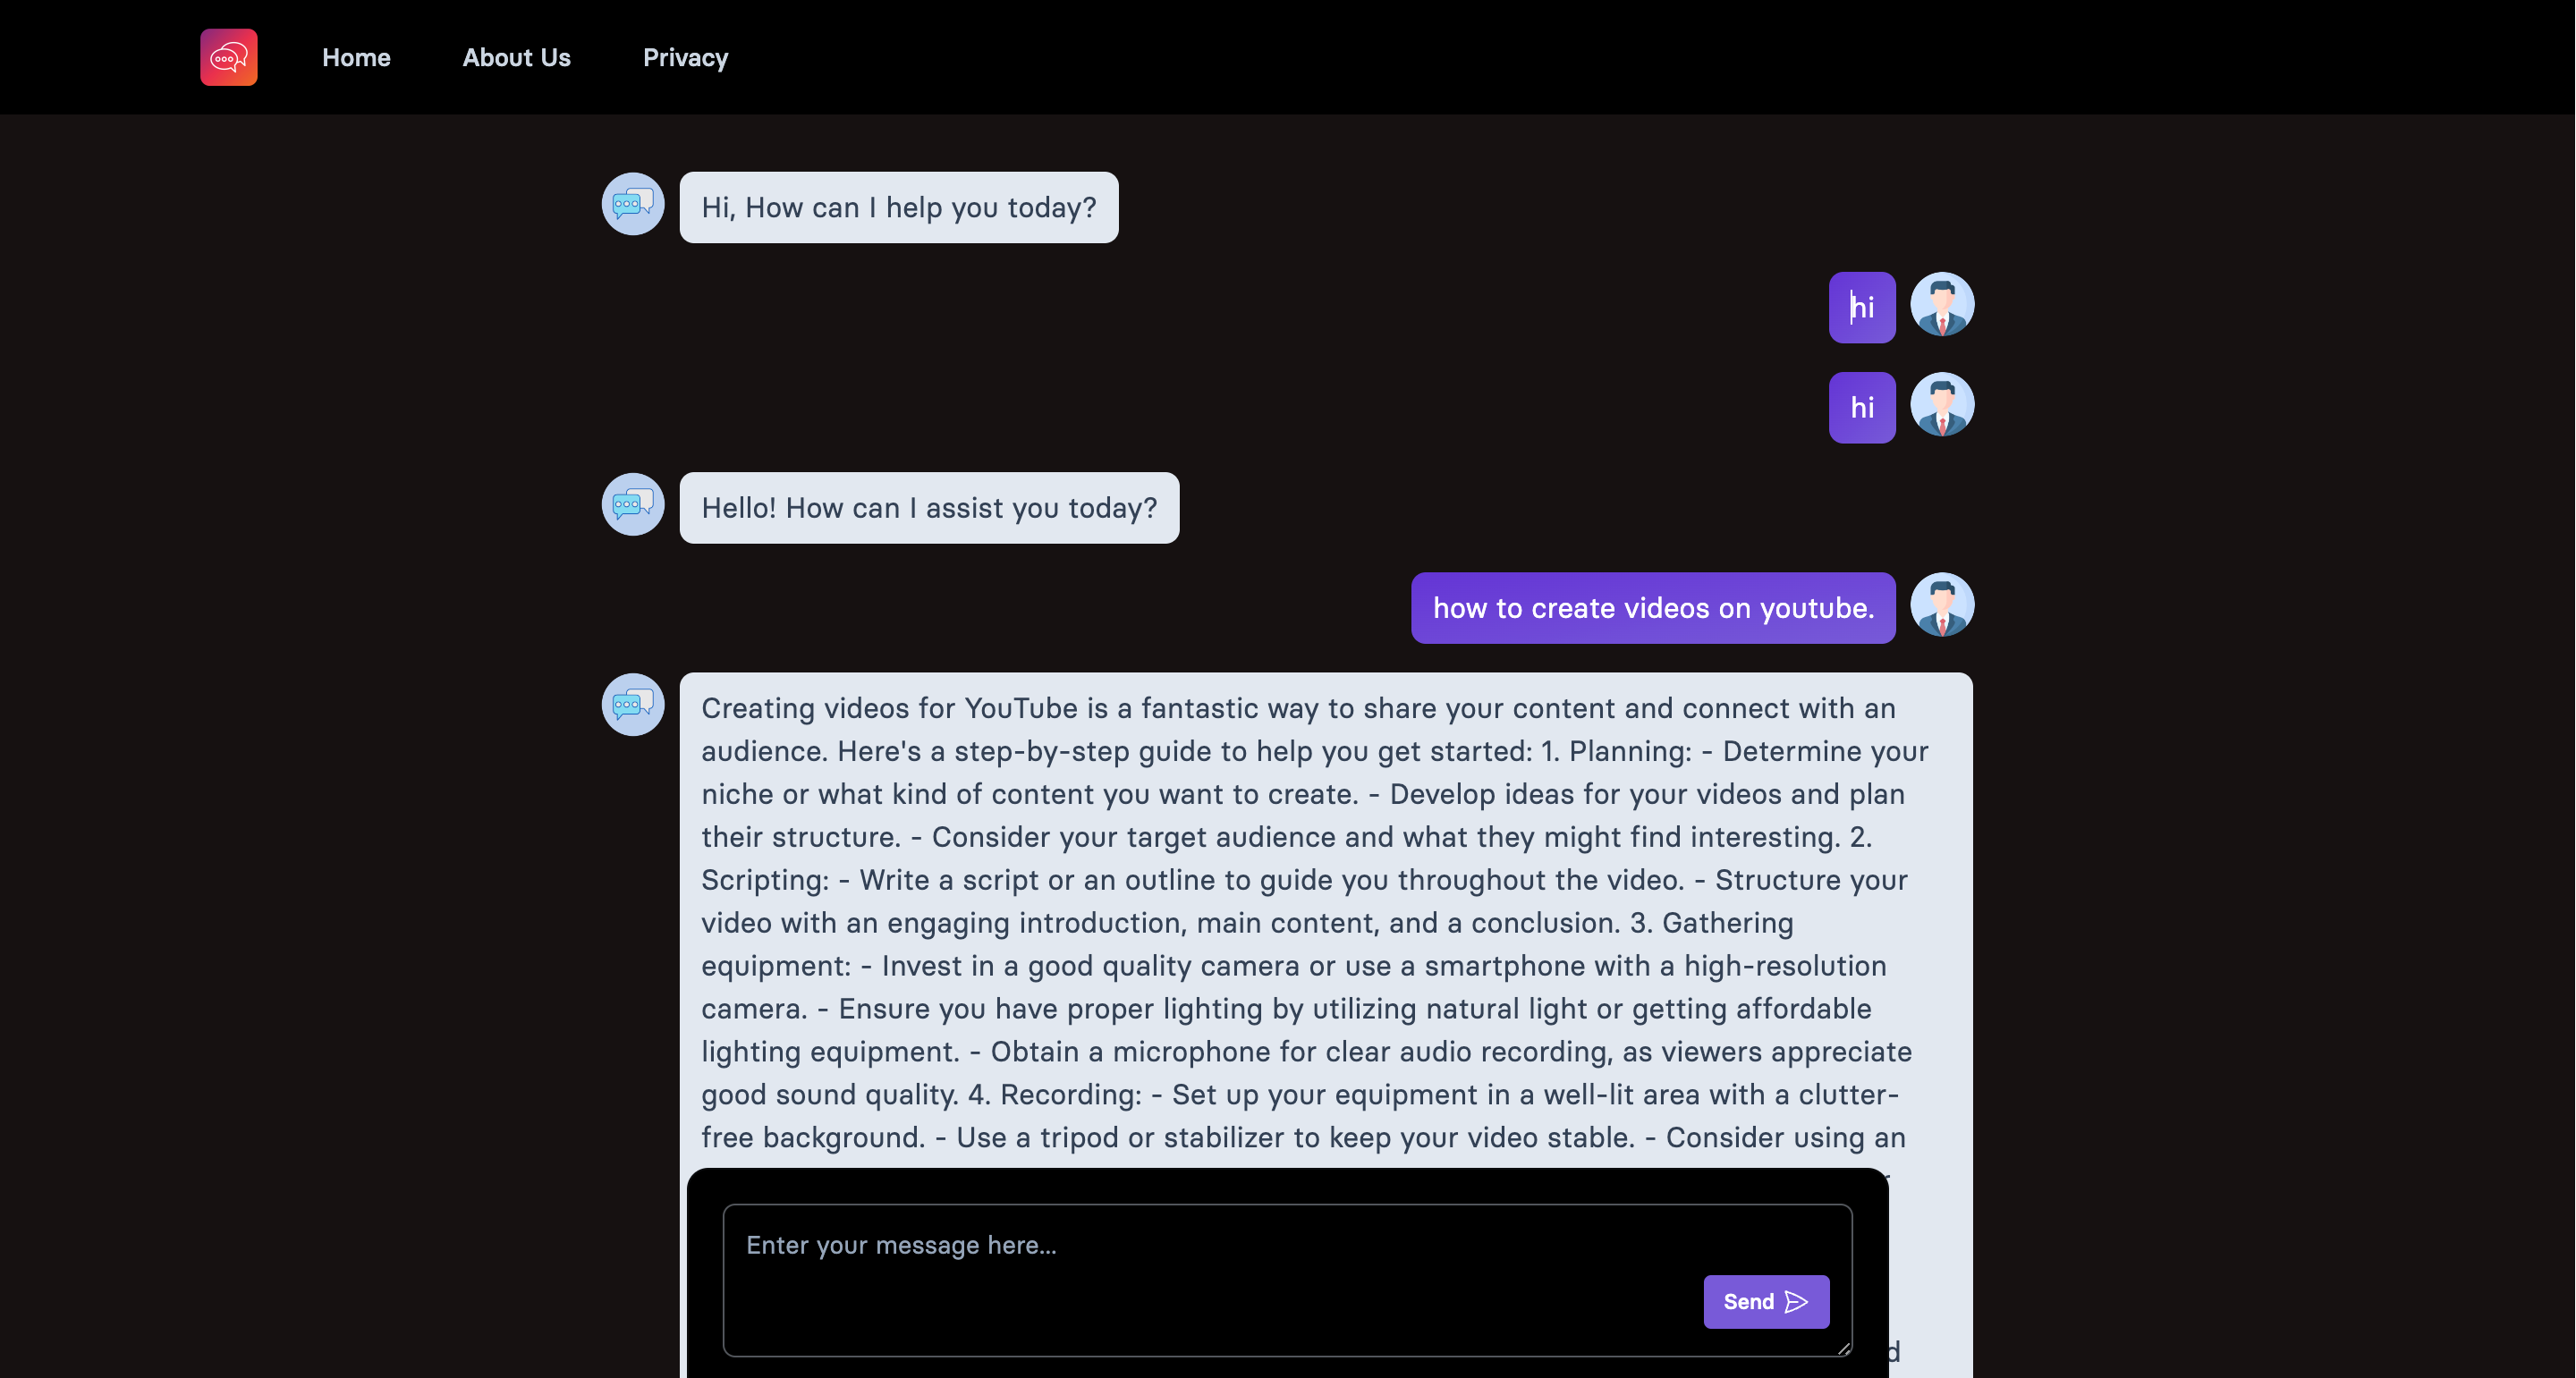 Home
About Us
Privacy
Hi, How can I help you today?
hi
hi
Hello! How can I assist you today?
how to create videos on youtube.
Creating videos for YouTube is a fantastic way to share your content and connect with an
audience. Here's a step-by-step guide to help you get started: 1. Planning: - Determine your
niche or what kind of content you want to create. - Develop ideas for your videos and plan
their structure. - Consider your target audience and what they might find interesting. 2.
Scripting: - Write a script or an outline to guide you throughout the video. - Structure your
video with an engaging introduction, main content, and a conclusion. 3. Gathering
equipment: - Invest in a good quality camera or use a smartphone with a high-resolution
camera. - Ensure you have proper lighting by utilizing natural light or getting affordable
lighting equipment. - Obtain a microphone for clear audio recording, as viewers appreciate
good sound quality. 4. Recording: - Set up your equipment in a well-lit area with a clutter-
free background. - Use a tripod or stabilizer to keep your video stable. - Consider using an
Enter your message here...
Send